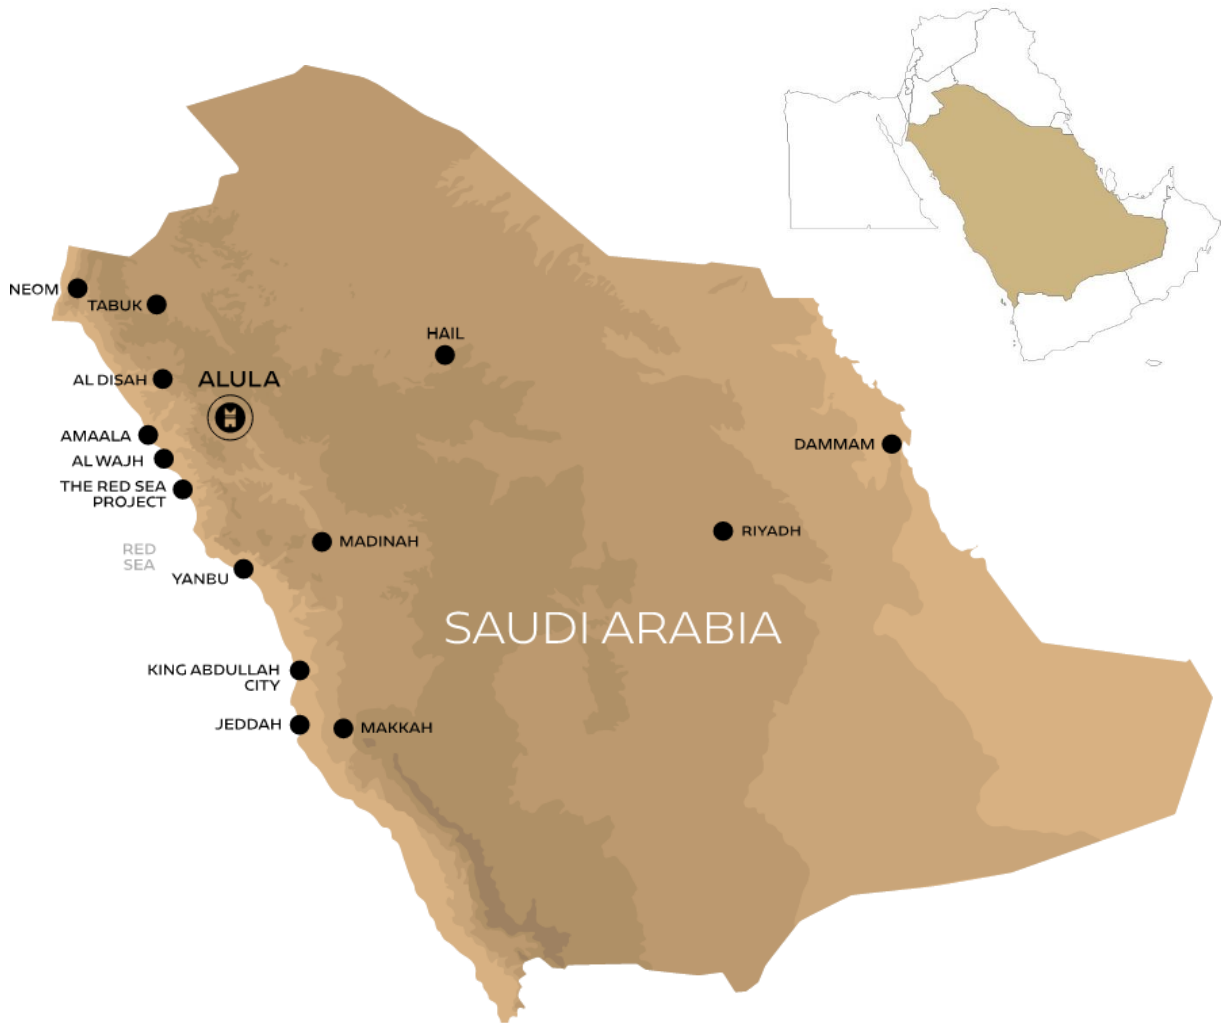 NEOM
TABUK
HAIL
AL DISAH
ALULA
AMAALA
AL WAJH
DAMMAM
THE RED SEA
PROJECT
RIYADH
MADINAH
RED
SEA
YANBU
SAUDI ARABIA
KING ABDULLAH
CITY
JEDDAH
MAKKAH